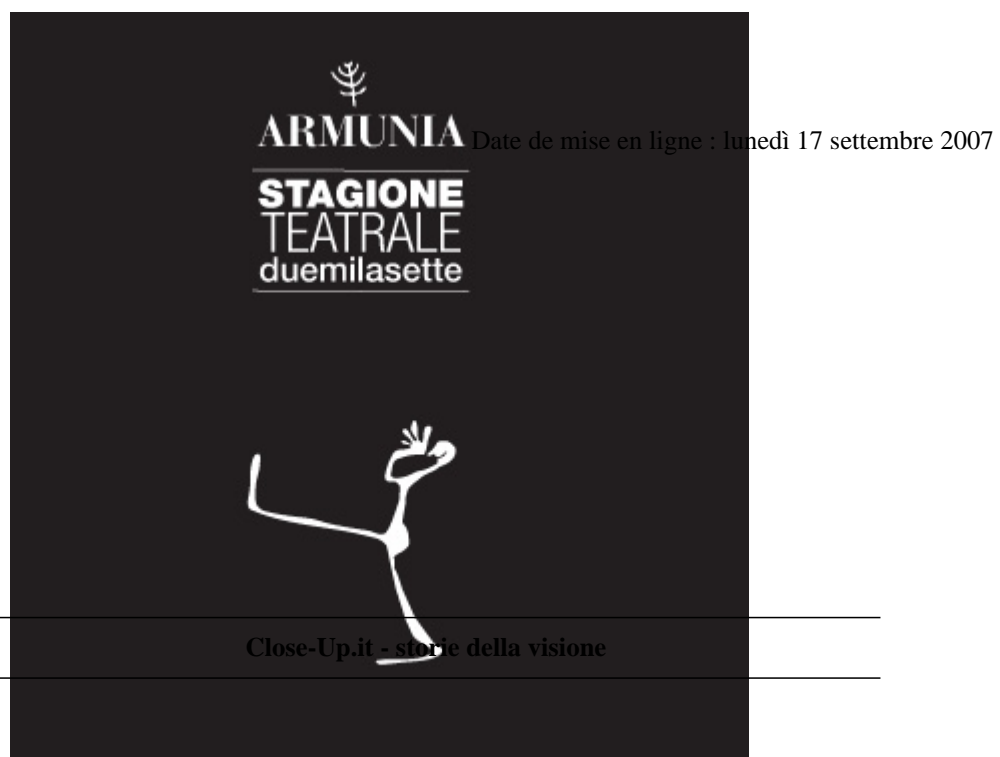 ARMUNIA
Date de mise en ligne : lunedì 17 settembre 2007
STAGIONE
TEATRALE
duemilasette
Close-Up.it - storie della visione